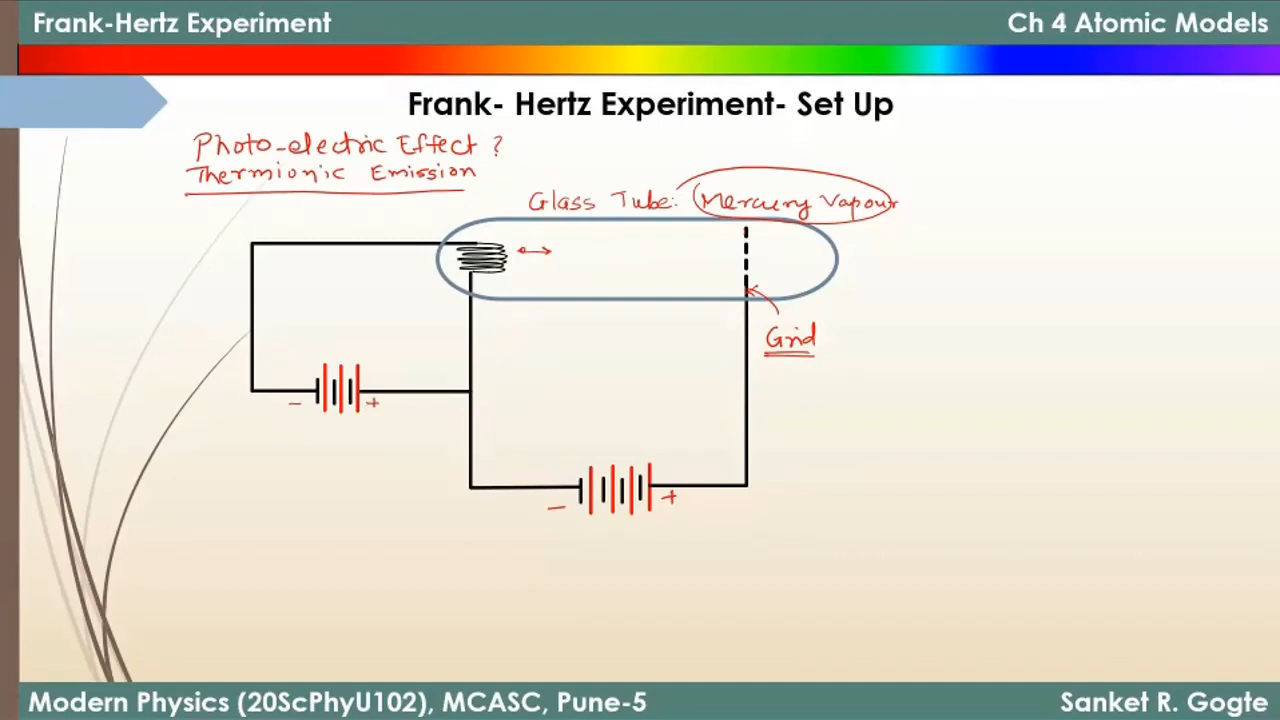 Frank-Hertz Experiment
Ch 4 Atomic Models
Frank- Hertz Experiment- Set Up
Photo-electric Effect ?
Thermionic Emission
Glass Tube: Mercury Vapour
Grid
- +
- +
Modern Physics (20ScPhyU102), MCASC, Pune-5
Sanket R. Gogte